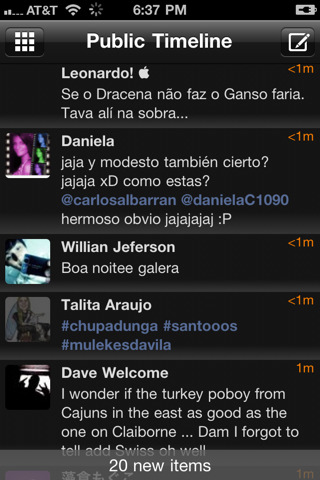 AT&T 6:37 PM
Public Timeline
Leonardo! <1m
Se o Dracena não faz o Ganso faria.
Tava alí na sobra...
Daniela <1m
jaja y modesto también cierto?
jajaja xD como estas?
@carlosalbarran @danielaC1090
hermoso obvio jajajajaj :P
Willian Jeferson <1m
Boa noitee galera
Talita Araujo <1m
#chupadunga #santooos
#mulekesdavila
Dave Welcome 1m
I wonder if the turkey poboy from
Cajuns in the east as good as the
one on Claiborne ... Dam I forgot to
tell add Swiss oh well
20 new items